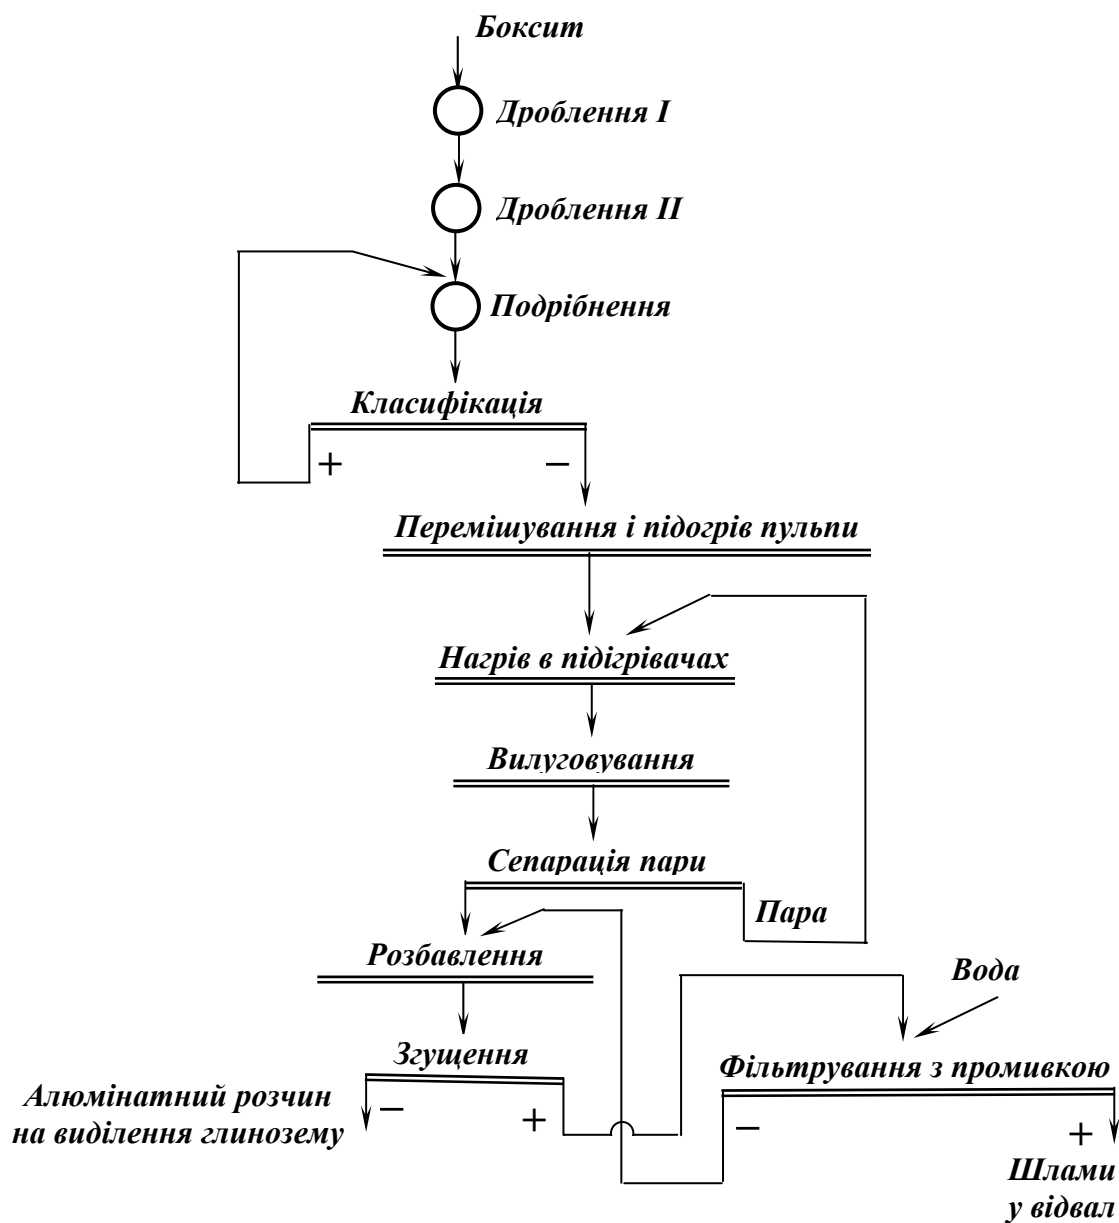 Боксит
Дроблення I
Дроблення II
Подрібнення
Класифікація
+
−
Перемішування і підогрів пульпи
Нагрів в підігрівачах
Вилуговування
Сепарація пари
Пара
Розбавлення
Вода
Згущення
Фільтрування з промивкою
Алюмінатний розчин
на виділення глинозему
−
+
−
+
Шлами
у відвал